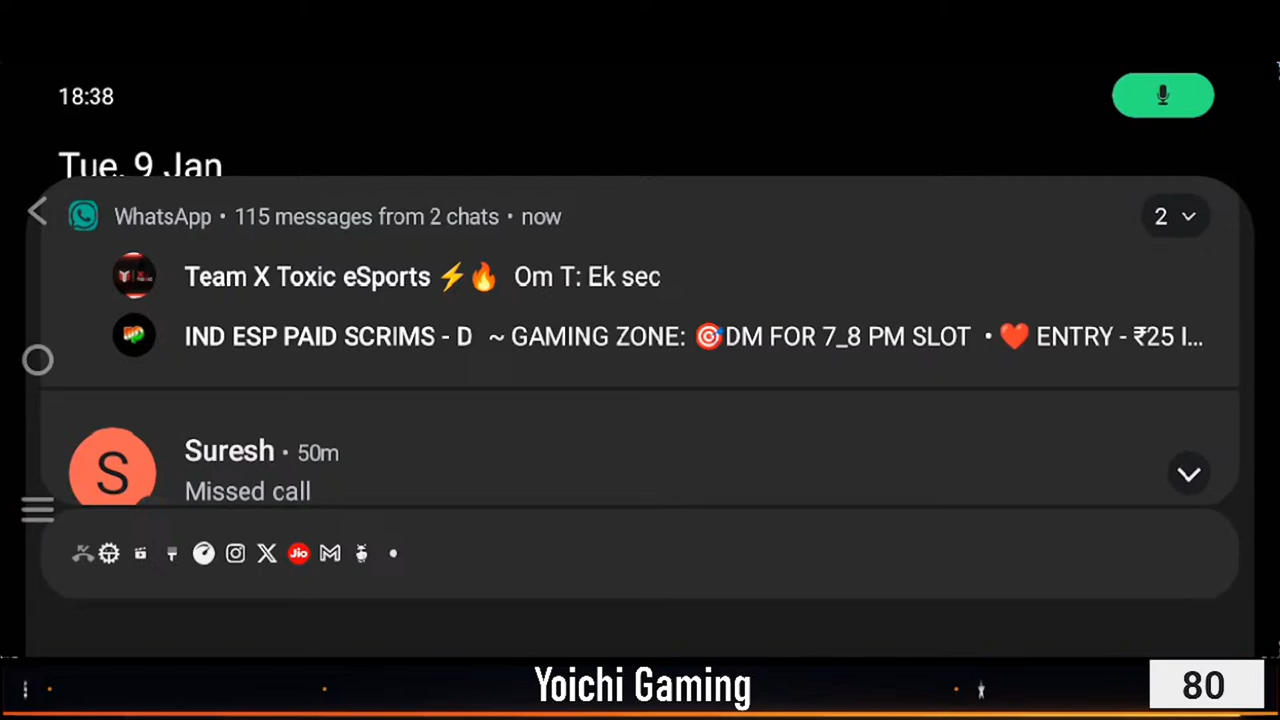 18:38
Tue, 9 Jan
WhatsApp • 115 messages from 2 chats • now
2
Team X Toxic eSports ⚡🔥 Om T: Ek sec
IND ESP PAID SCRIMS - D ~ GAMING ZONE: 🎯DM FOR 7_8 PM SLOT • ❤️ ENTRY - ₹25 I...
S
Suresh • 50m
Missed call
Jio
Yoichi Gaming
80